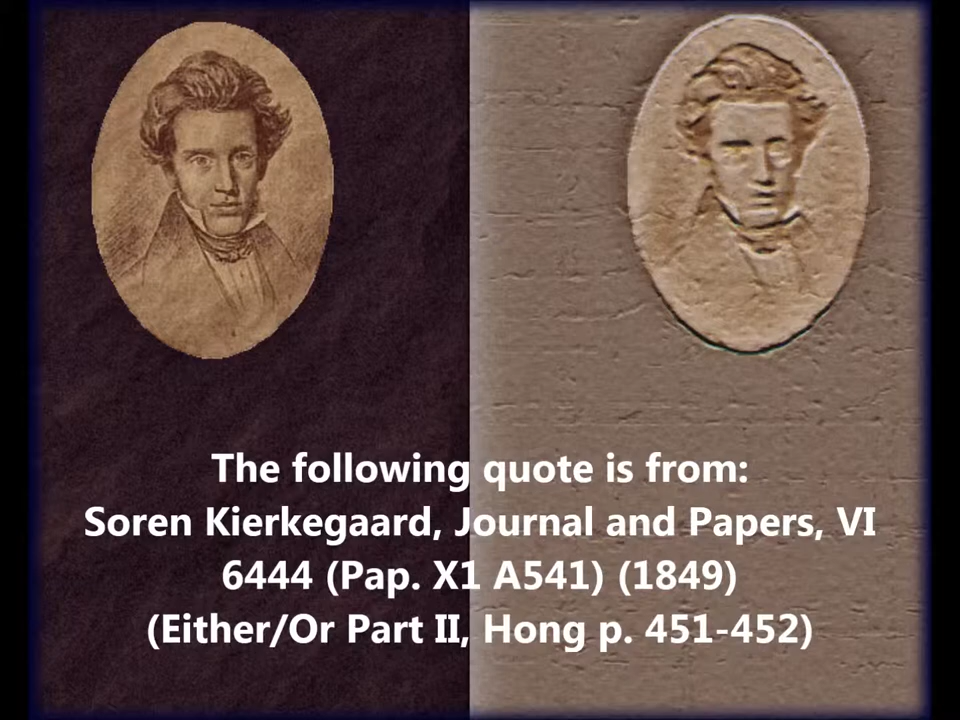 The following quote is from:
Soren Kierkegaard, Journal and Papers, VI
6444 (Pap. X1 A541) (1849)
(Either/Or Part II, Hong p. 451-452)